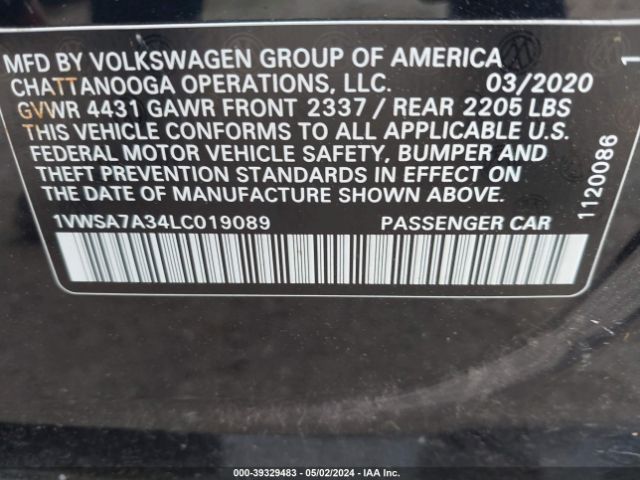 MFD BY VOLKSWAGEN GROUP OF AMERICA
CHATTANOOGA OPERATIONS, LLC. 03/2020
GVWR 4431 GAWR FRONT 2337 / REAR 2205 LBS
THIS VEHICLE CONFORMS TO ALL APPLICABLE U.S.
FEDERAL MOTOR VEHICLE SAFETY, BUMPER AND
THEFT PREVENTION STANDARDS IN EFFECT ON
THE DATE OF MANUFACTURE SHOWN ABOVE.
1VWSA7A34LC019089 PASSENGER CAR
1
1120086
000-39329483 - 05/02/2024 - IAA Inc.